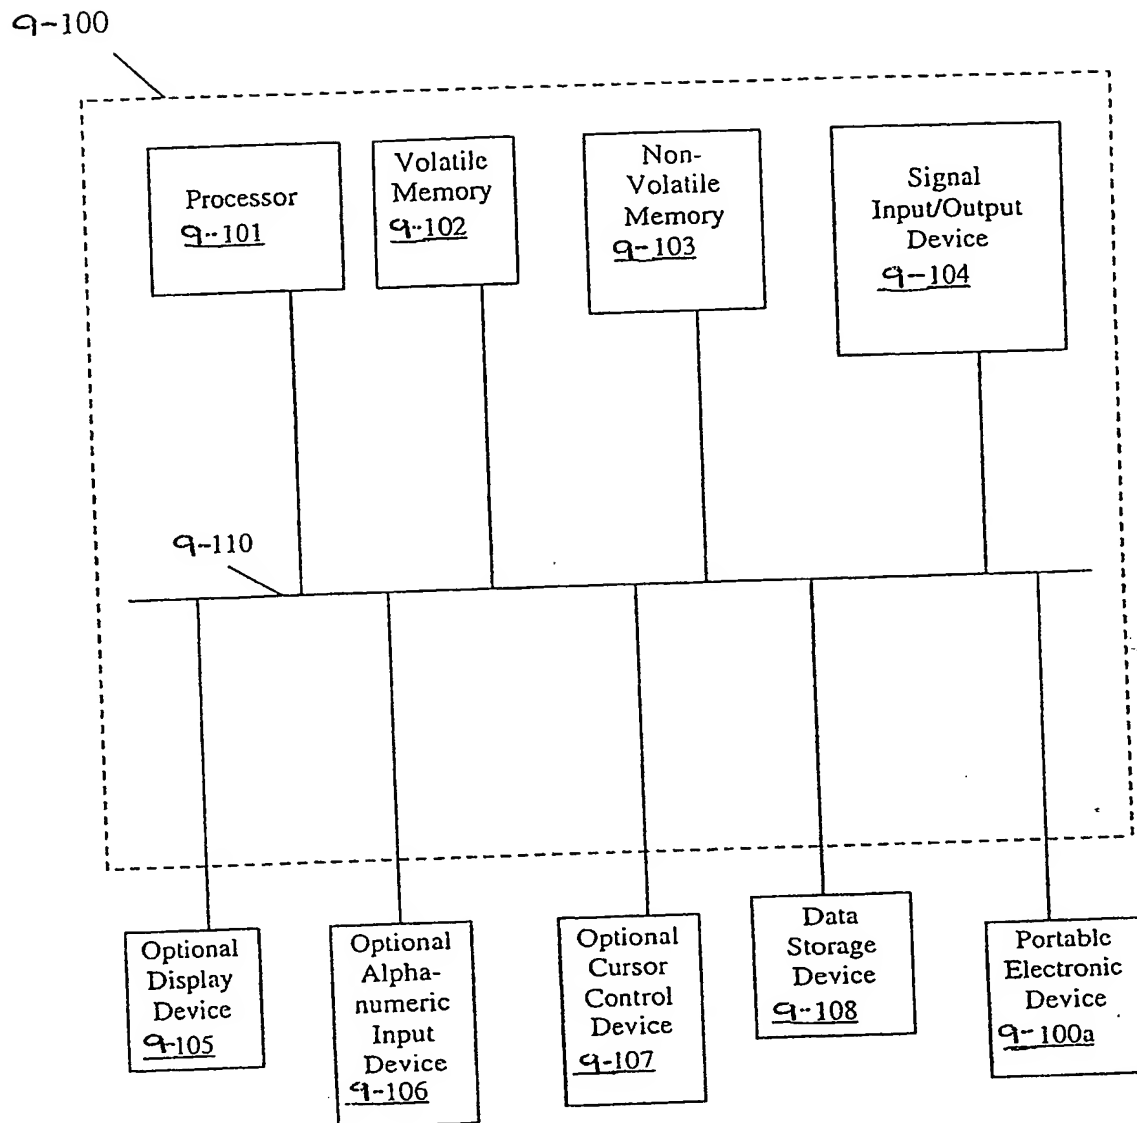 9-100
Processor
9-101
Volatile
Memory
9-102
Non-
Volatile
Memory
9-103
Signal
Input/Output
Device
9-104
9-110
Optional
Display
Device
9-105
Optional
Alpha-
numeric
Input
Device
9-106
Optional
Cursor
Control
Device
9-107
Data
Storage
Device
9-108
Portable
Electronic
Device
9-100a